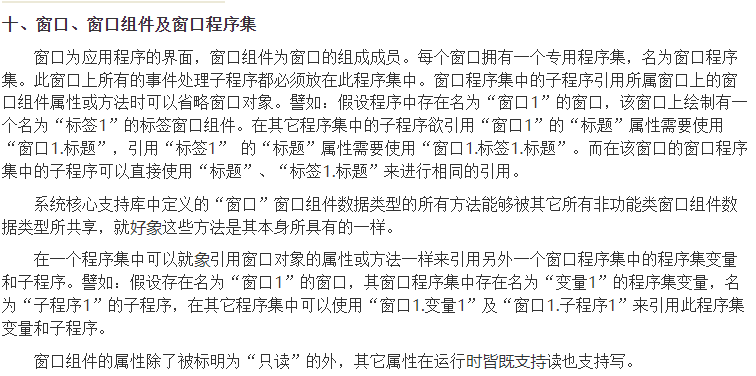 十、窗口、窗口组件及窗口程序集
窗口为应用程序的界面，窗口组件为窗口的组成成员。每个窗口拥有一个专用程序集，名为窗口程序
集。此窗口上所有的事件处理子程序都必须放在此程序集中。窗口程序集中的子程序引用所属窗口上的窗
口组件属性或方法时可以省略窗口对象。譬如：假设程序中存在名为“窗口1”的窗口，该窗口上绘制有一
个名为“标签1”的标签窗口组件。在其它程序集中的子程序欲引用“窗口1”的“标题”属性需要使用
“窗口1.标题”，引用“标签1” 的“标题”属性需要使用“窗口1.标签1.标题”。而在该窗口的窗口程序
集中的子程序可以直接使用“标题”、“标签1.标题”来进行相同的引用。
系统核心支持库中定义的“窗口”窗口组件数据类型的所有方法能够被其它所有非功能类窗口组件数
据类型所共享，就好象这些方法是其本身所具有的一样。
在一个程序集中可以就象引用窗口对象的属性或方法一样来引用另外一个窗口程序集中的程序集变量
和子程序。譬如：假设存在名为“窗口1”的窗口，其窗口程序集中存在名为“变量1”的程序集变量，名
为“子程序1”的子程序，在其它程序集中可以使用“窗口1.变量1”及“窗口1.子程序1”来引用此程序集
变量和子程序。
窗口组件的属性除了被标明为“只读”的外，其它属性在运行时皆既支持读也支持写。